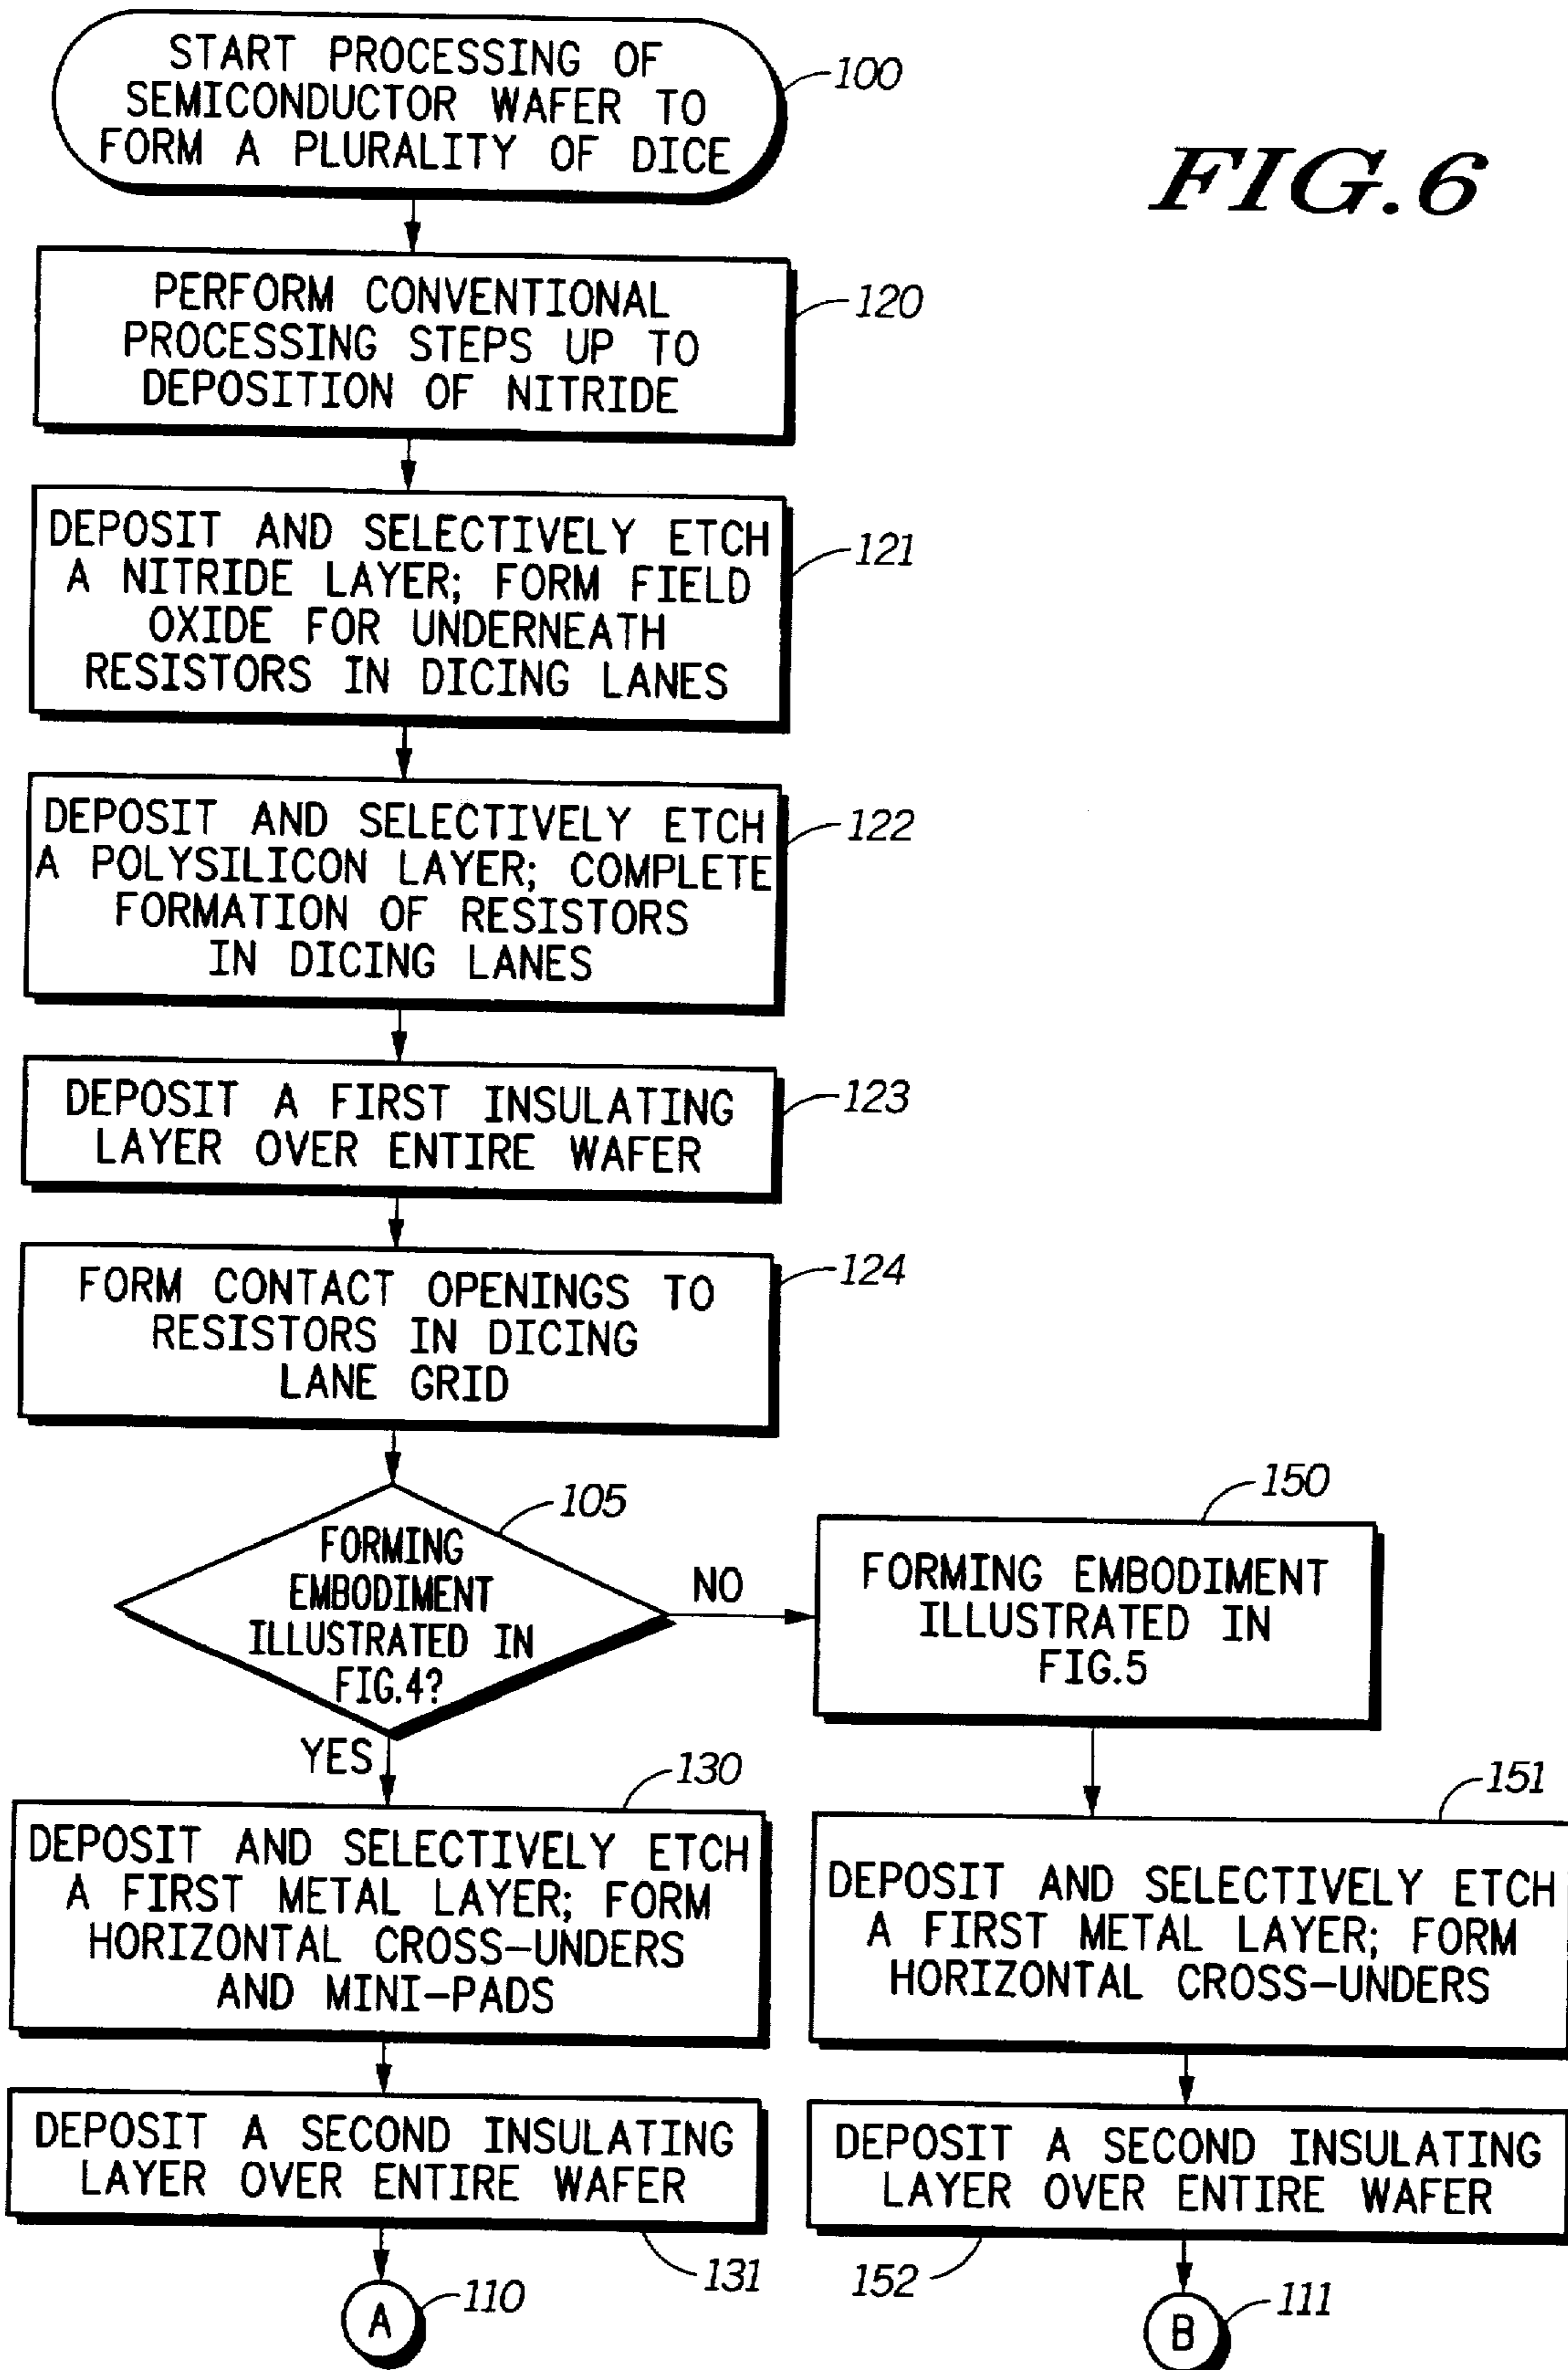 START PROCESSING OF
SEMICONDUCTOR WAFER TO
FORM A PLURALITY OF DICE
100
FIG.6
PERFORM CONVENTIONAL
PROCESSING STEPS UP TO
DEPOSITION OF NITRIDE
120
DEPOSIT AND SELECTIVELY ETCH
A NITRIDE LAYER; FORM FIELD
OXIDE FOR UNDERNEATH
RESISTORS IN DICING LANES
121
DEPOSIT AND SELECTIVELY ETCH
A POLYSILICON LAYER; COMPLETE
FORMATION OF RESISTORS
IN DICING LANES
122
DEPOSIT A FIRST INSULATING
LAYER OVER ENTIRE WAFER
123
FORM CONTACT OPENINGS TO
RESISTORS IN DICING
LANE GRID
124
FORMING
EMBODIMENT
ILLUSTRATED IN
FIG.4?
105
NO
YES
FORMING EMBODIMENT
ILLUSTRATED IN
FIG.5
150
DEPOSIT AND SELECTIVELY ETCH
A FIRST METAL LAYER; FORM
HORIZONTAL CROSS-UNDERS
AND MINI-PADS
130
DEPOSIT AND SELECTIVELY ETCH
A FIRST METAL LAYER; FORM
HORIZONTAL CROSS-UNDERS
151
DEPOSIT A SECOND INSULATING
LAYER OVER ENTIRE WAFER
131
DEPOSIT A SECOND INSULATING
LAYER OVER ENTIRE WAFER
152
A
110
B
111